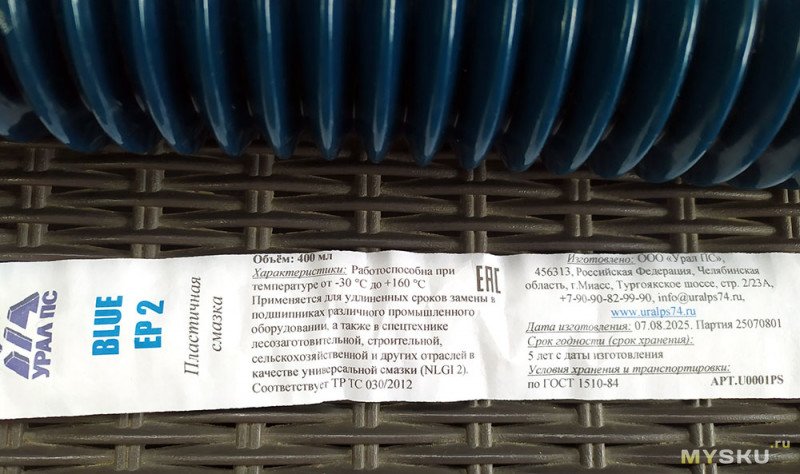 УРАЛ ПС
BLUE
EP 2
Пластичная
смазка
Объём: 400 мл
Характеристики: Работоспособна при
температуре от -30 °С до +160 °С
Применяется для удлиненных сроков замены в
подшипниках различного промышленного
оборудовании, а также в спецтехнике
лесозаготовительной, строительной,
сельскохозяйственной и других отраслей в
качестве универсальной смазки (NLGI 2).
Соответствует ТР ТС 030/2012
EAC
Изготовлено: ООО «Урал ПС»,
456313, Российская Федерация, Челябинская
область, г.Миасс, Тургоякское шоссе, стр. 2/23А,
+7-90-90-82-99-90, info@uralps74.ru,
www.uralps74.ru
Дата изготовления: 07.08.2025. Партия 25070801
Срок годности (срок хранения):
5 лет с даты изготовления
Условия хранения и транспортировки:
по ГОСТ 1510-84
АРТ.U0001PS
MYSKU.ru